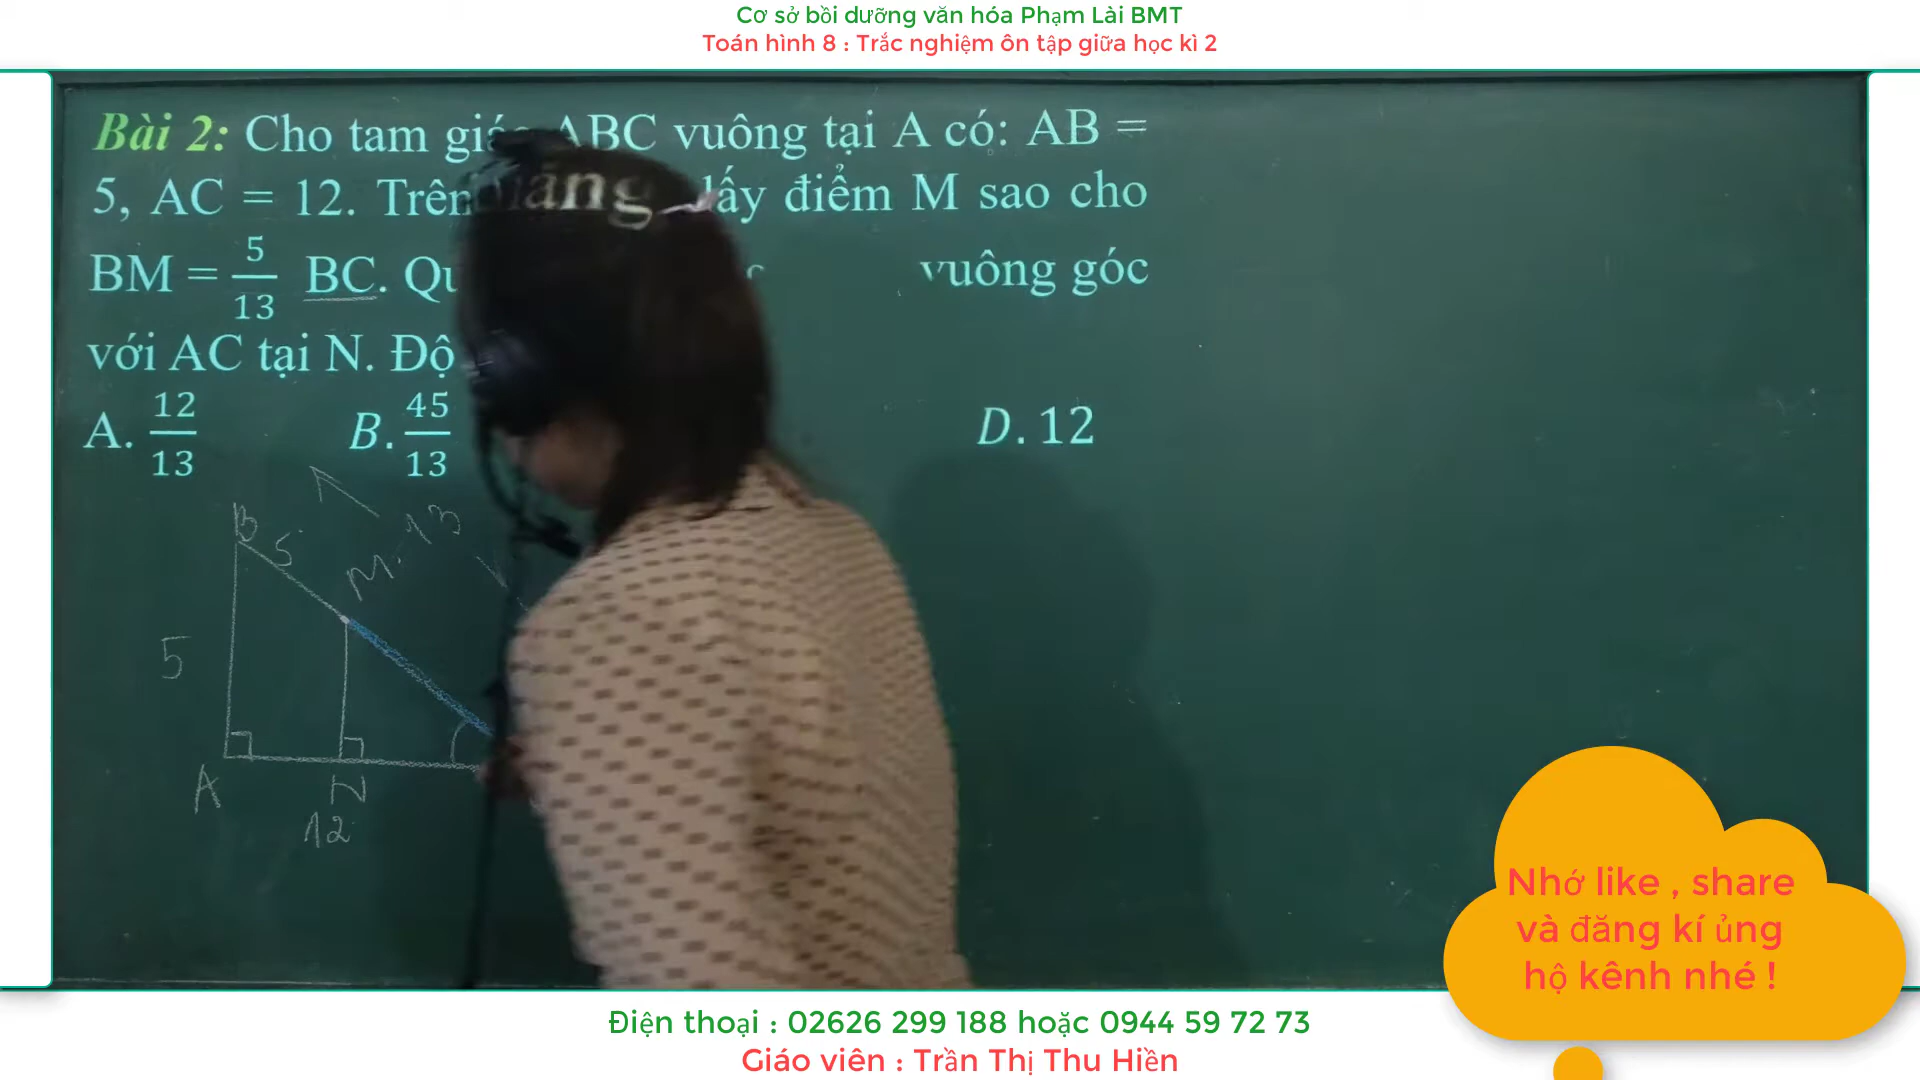 Cơ sở bồi dưỡng văn hóa Phạm Lài BMT
Toán hình 8 : Trắc nghiệm ôn tập giữa học kì 2
Bài 2: Cho tam giác ABC vuông tại A có: AB =
5, AC = 12. Trên lấy điểm M sao cho
BM = 5/13 BC. vuông góc
với AC tại N. Độ
A. 12/13 B. 45/13 D. 12
B 5 M 13
5
A N
12
Nhớ like , share
và đăng kí ủng
hộ kênh nhé !
Điện thoại : 02626 299 188 hoặc 0944 59 72 73
Giáo viên : Trần Thị Thu Hiền